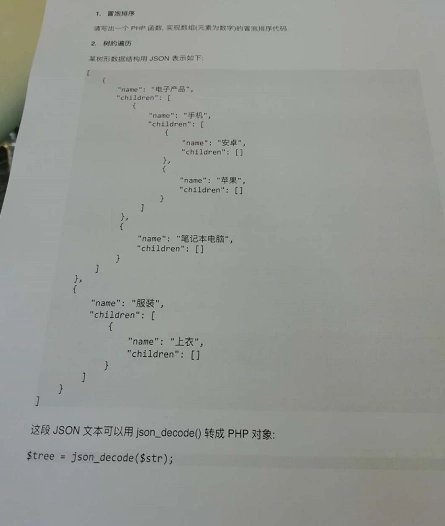 1. 冒泡排序
请写出一个 PHP 函数, 实现数组(元素为数字)的冒泡排序代码
2. 树的遍历
某树形数据结构用 JSON 表示如下:
[
{
"name": "电子产品",
"children": [
{
"name": "手机",
"children": [
{
"name": "安卓",
"children": []
},
{
"name": "苹果",
"children": []
}
]
},
{
"name": "笔记本电脑",
"children": []
}
]
},
{
"name": "服装",
"children": [
{
"name": "上衣",
"children": []
}
]
}
]
这段 JSON 文本可以用 json_decode() 转成 PHP 对象:
$tree = json_decode($str);